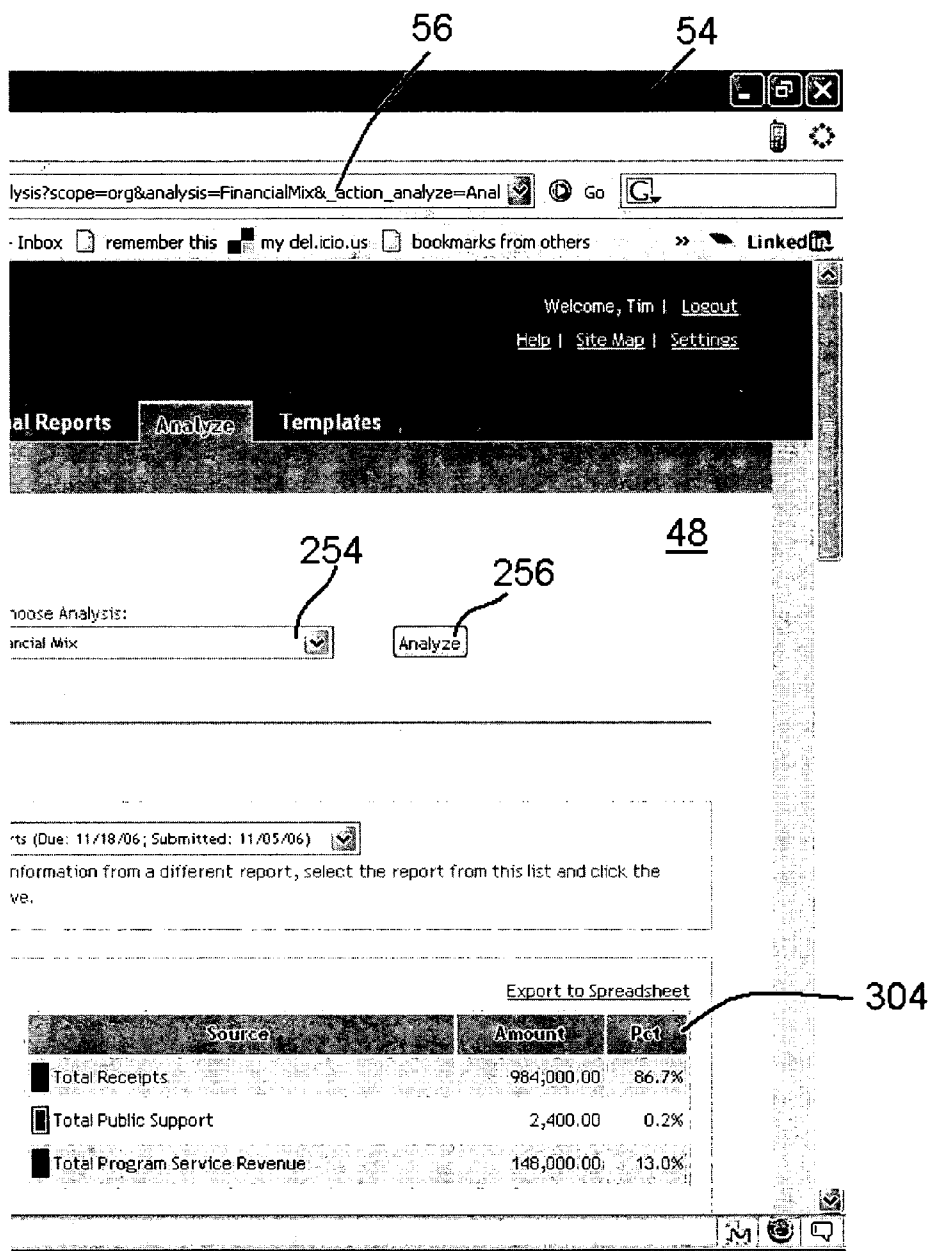 56 54
lysis?scope=org&analysis=FinancialMix&_action_analyze=Anal Go G
- Inbox remember this my del.icio.us bookmarks from others » Linked in
Welcome, Tim | Logout
Help | Site Map | Settings
al Reports Analyze Templates
48
254 256
hoose Analysis:
ancial Mix Analyze
rts (Due: 11/18/06; Submitted: 11/05/06)
nformation from a different report, select the report from this list and click the
ve.
Export to Spreadsheet
304
Source Amount Pct
Total Receipts 984,000.00 86.7%
Total Public Support 2,400.00 0.2%
Total Program Service Revenue 148,000.00 13.0%